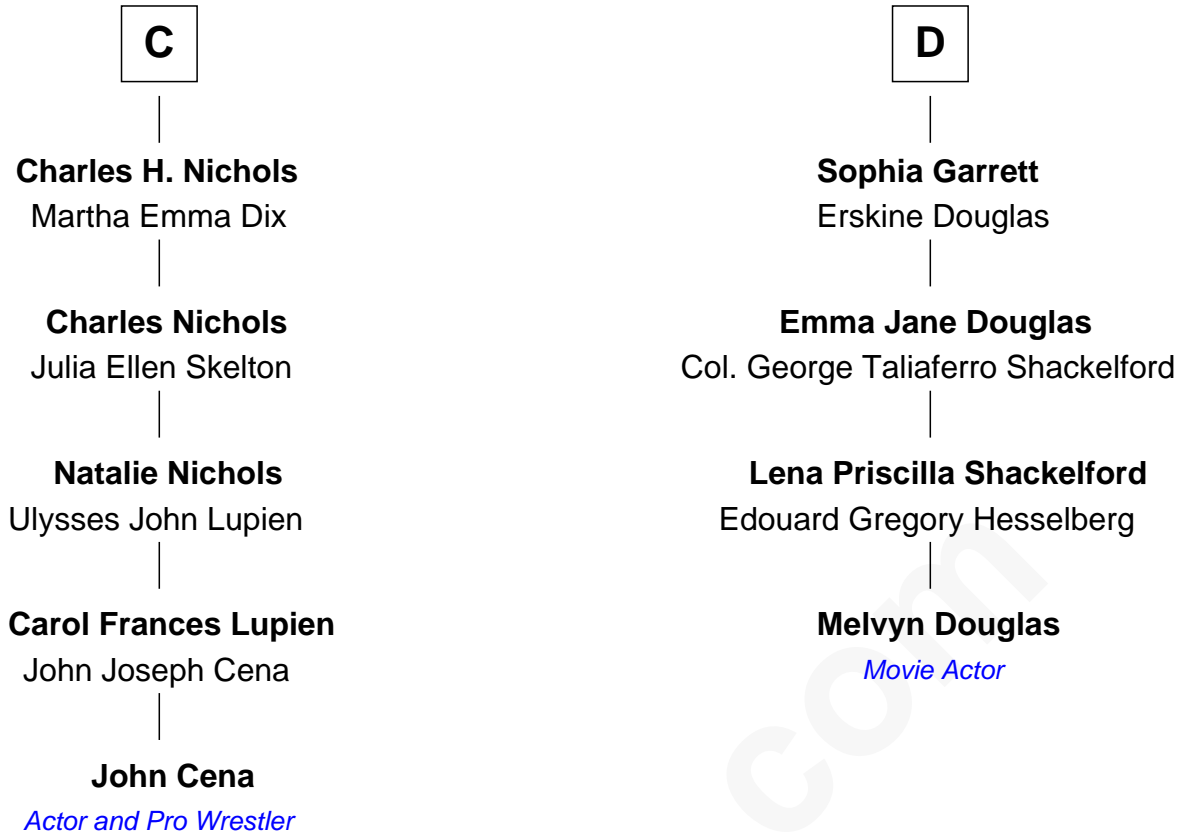 C
Charles H. Nichols
Martha Emma Dix
Charles Nichols
Julia Ellen Skelton
Natalie Nichols
Ulysses John Lupien
Carol Frances Lupien
John Joseph Cena
John Cena
Actor and Pro Wrestler
D
Sophia Garrett
Erskine Douglas
Emma Jane Douglas
Col. George Taliaferro Shackelford
Lena Priscilla Shackelford
Edouard Gregory Hesselberg
Melvyn Douglas
Movie Actor
com